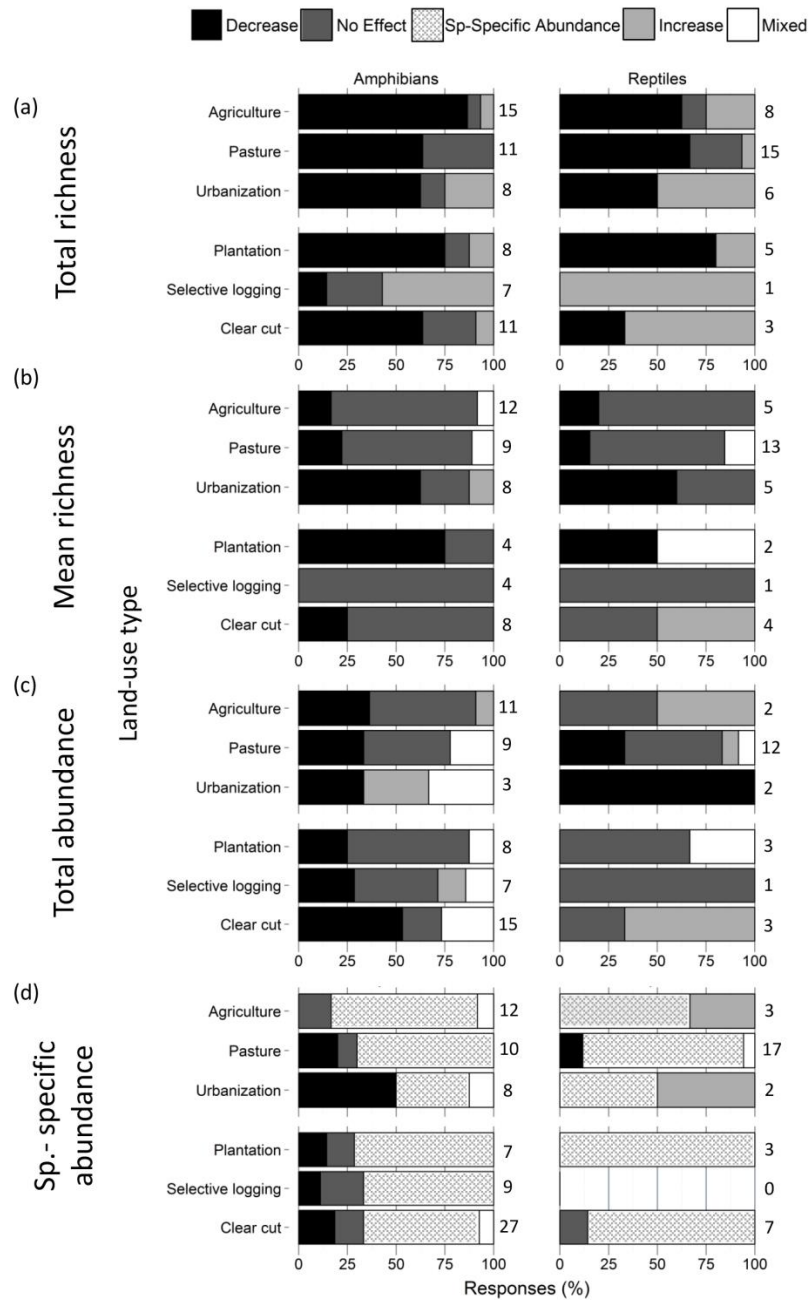 Decrease No Effect Sp-Specific Abundance Increase Mixed
Amphibians Reptiles
(a)
Total richness
Agriculture 15 8
Pasture 11 15
Urbanization 8 6
Plantation 8 5
Selective logging 7 1
Clear cut 11 3
0 25 50 75 100 0 25 50 75 100
(b)
Mean richness
Agriculture 12 5
Pasture 9 13
Urbanization 8 5
Plantation 4 2
Selective logging 4 1
Clear cut 8 4
0 25 50 75 100 0 25 50 75 100
Land-use type
(c)
Total abundance
Agriculture 11 2
Pasture 9 12
Urbanization 3 2
Plantation 8 3
Selective logging 7 1
Clear cut 15 3
0 25 50 75 100 0 25 50 75 100
(d)
Sp.- specific
abundance
Agriculture 12 3
Pasture 10 17
Urbanization 8 2
Plantation 7 3
Selective logging 9 0
Clear cut 27 7
0 25 50 75 100 0 25 50 75 100
Responses (%)